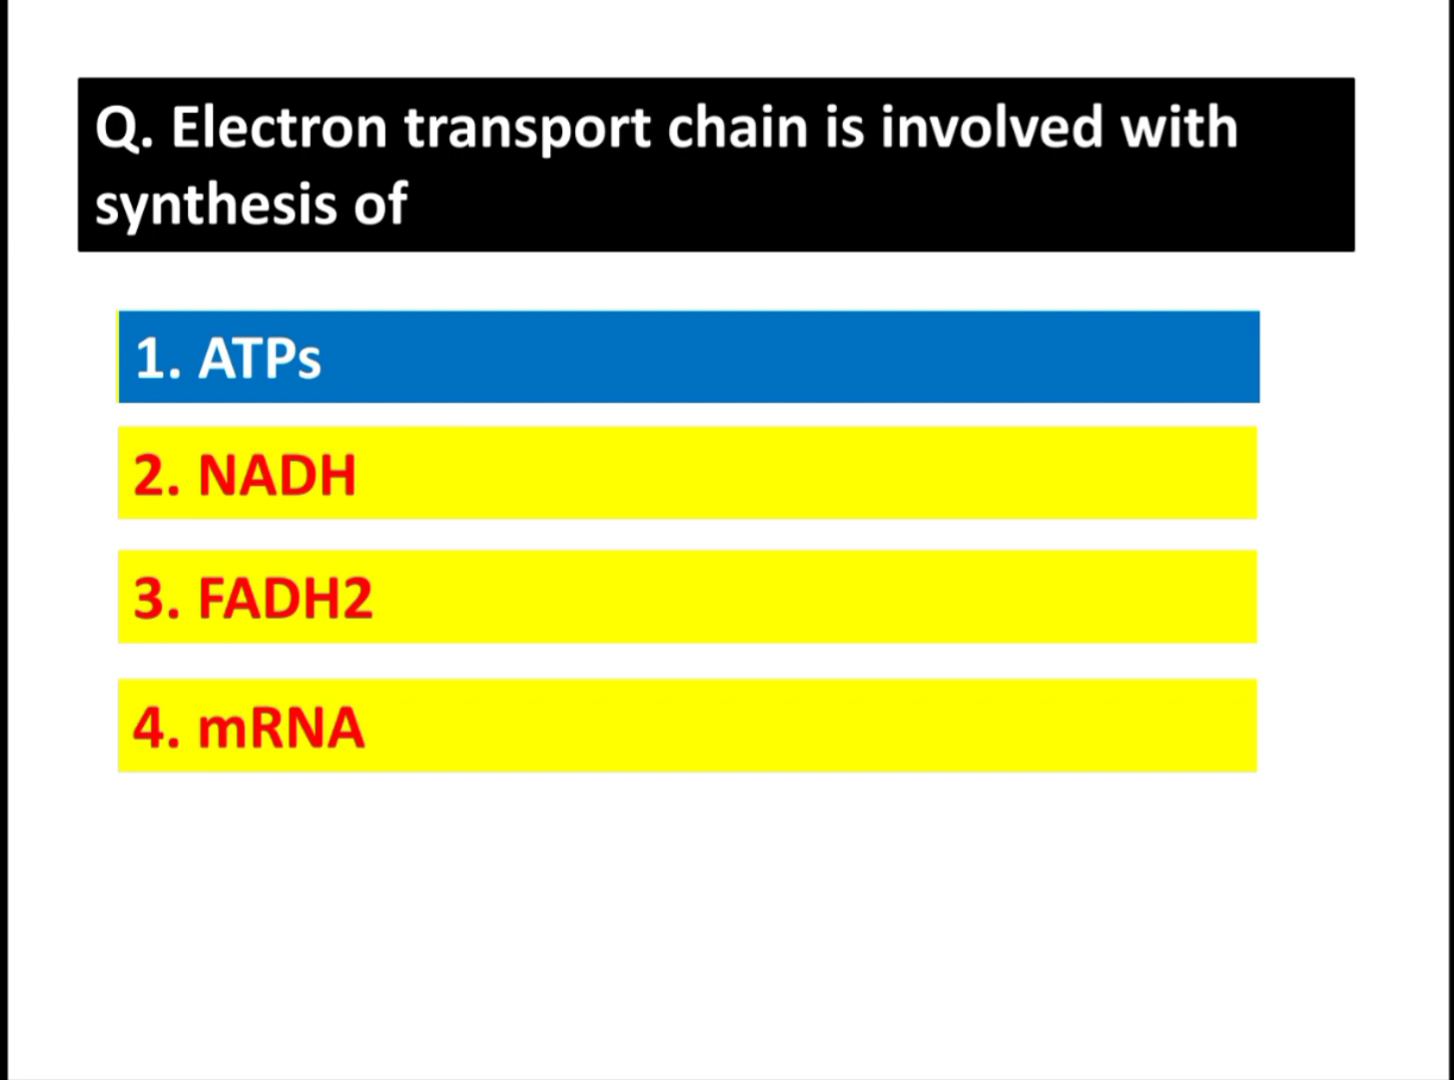 Q. Electron transport chain is involved with
synthesis of
1. ATPs
2. NADH
3. FADH2
4. mRNA